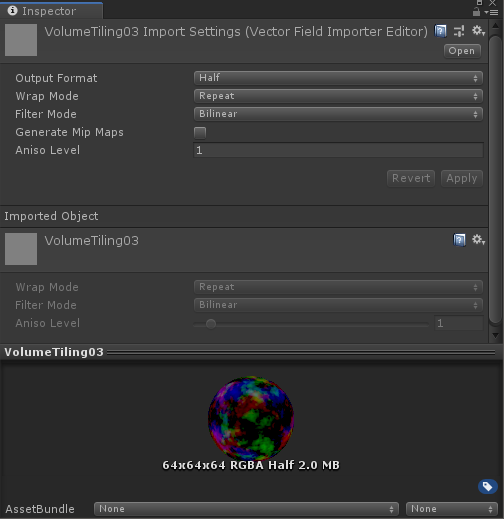 Inspector
VolumeTiling03 Import Settings (Vector Field Importer Editor)
Open
Output Format Half
Wrap Mode Repeat
Filter Mode Bilinear
Generate Mip Maps
Aniso Level 1
Revert Apply
Imported Object
VolumeTiling03
Wrap Mode Repeat
Filter Mode Bilinear
Aniso Level 1
VolumeTiling03
64x64x64 RGBA Half 2.0 MB
AssetBundle None None